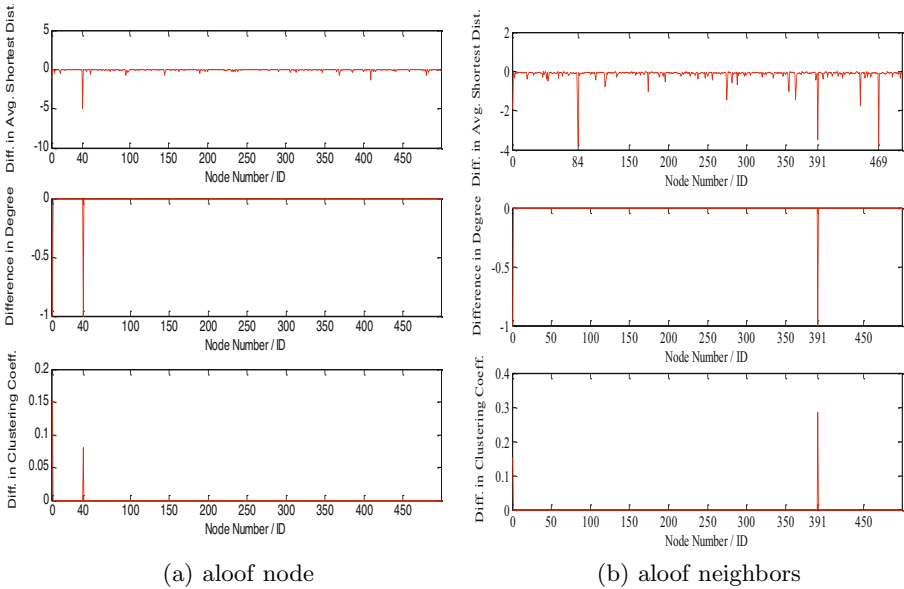 Diff. in Avg. Shortest Dist.
5
0
-5
-10
0 40 100 150 200 250 300 350 400 450
Node Number / ID
Difference in Degree
0
-0.5
-1
0 40 100 150 200 250 300 350 400 450
Node Number / ID
Diff. in Clustering Coeff.
0.2
0.15
0.1
0.05
0
0 40 100 150 200 250 300 350 400 450
Node Number / ID
(a) aloof node
Diff. in Avg. Shortest Dist.
2
0
-2
-4
0 84 150 200 250 300 350 391 469
Node Number / ID
Difference in Degree
0
-0.5
-1
0 50 100 150 200 250 300 350 391 450
Node Number / ID
Diff. in Clustering Coeff.
0.4
0.3
0.2
0.1
0
0 50 100 150 200 250 300 350 391 450
Node Number / ID
(b) aloof neighbors